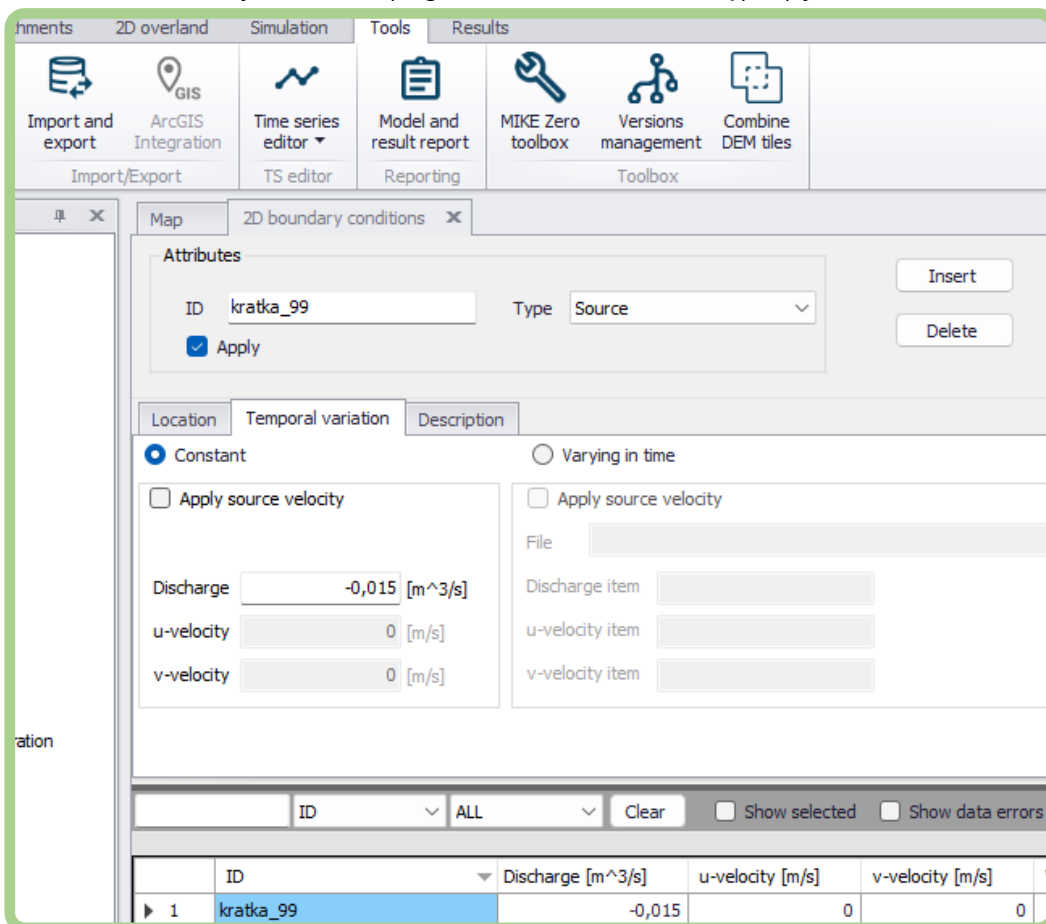 2D overland Simulation Tools Results
GIS
Import and export ArcGIS Integration Time series editor Model and result report MIKE Zero toolbox Versions management Combine DEM tiles
Import/Export TS editor Reporting Toolbox
Map 2D boundary conditions
Attributes
Insert
ID kratka_99 Type Source
Delete
Apply
Location Temporal variation Description
Constant Varying in time
Apply source velocity Apply source velocity
File
Discharge -0,015 [m^3/s] Discharge item
u-velocity 0 [m/s] u-velocity item
v-velocity 0 [m/s] v-velocity item
ID ALL Clear Show selected Show data errors
ID Discharge [m^3/s] u-velocity [m/s] v-velocity [m/s]
1 kratka_99 -0,015 0 0